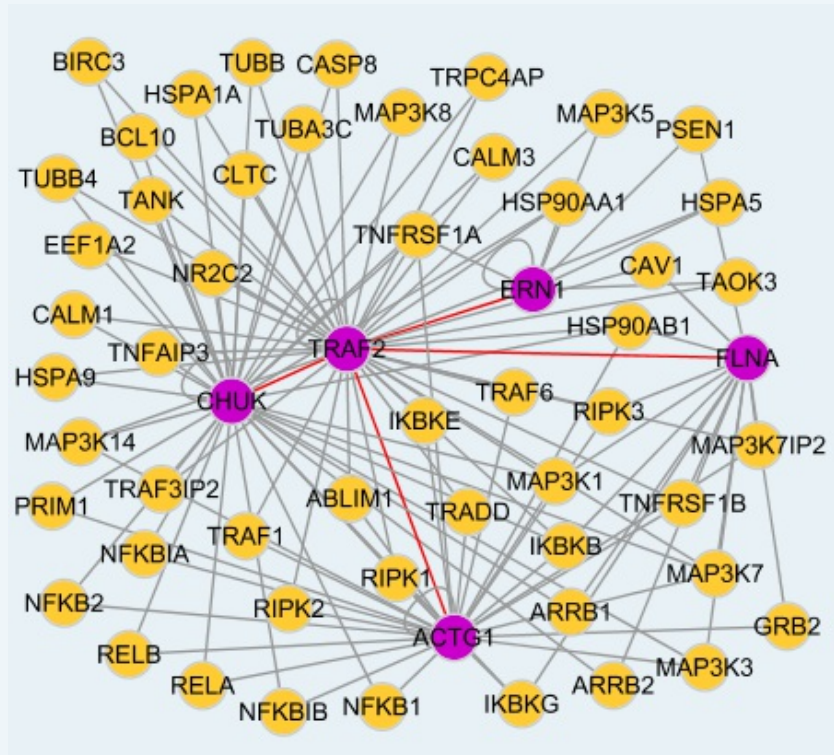 BIRC3
TUBB
CASP8
TRPC4AP
HSPA1A
MAP3K8
MAP3K5
PSEN1
BCL10
TUBA3C
CALM3
TUBB4
TANK
CLTC
HSP90AA1
HSPA5
EEF1A2
NR2C2
TNFRSF1A
CAV1
TAOK3
ERN1
CALM1
TNFAIP3
TRAF2
HSP90AB1
FLNA
HSPA9
CHUK
TRAF6
RIPK3
MAP3K14
IKBKE
MAP3K7IP2
PRIM1
TRAF3IP2
ABLIM1
TRADD
MAP3K1
TNFRSF1B
NFKBIA
TRAF1
IKBKB
NFKB2
RIPK2
RIPK1
ARRB1
MAP3K7
GRB2
RELB
ACTG1
MAP3K3
RELA
NFKBIB
NFKB1
IKBKG
ARRB2